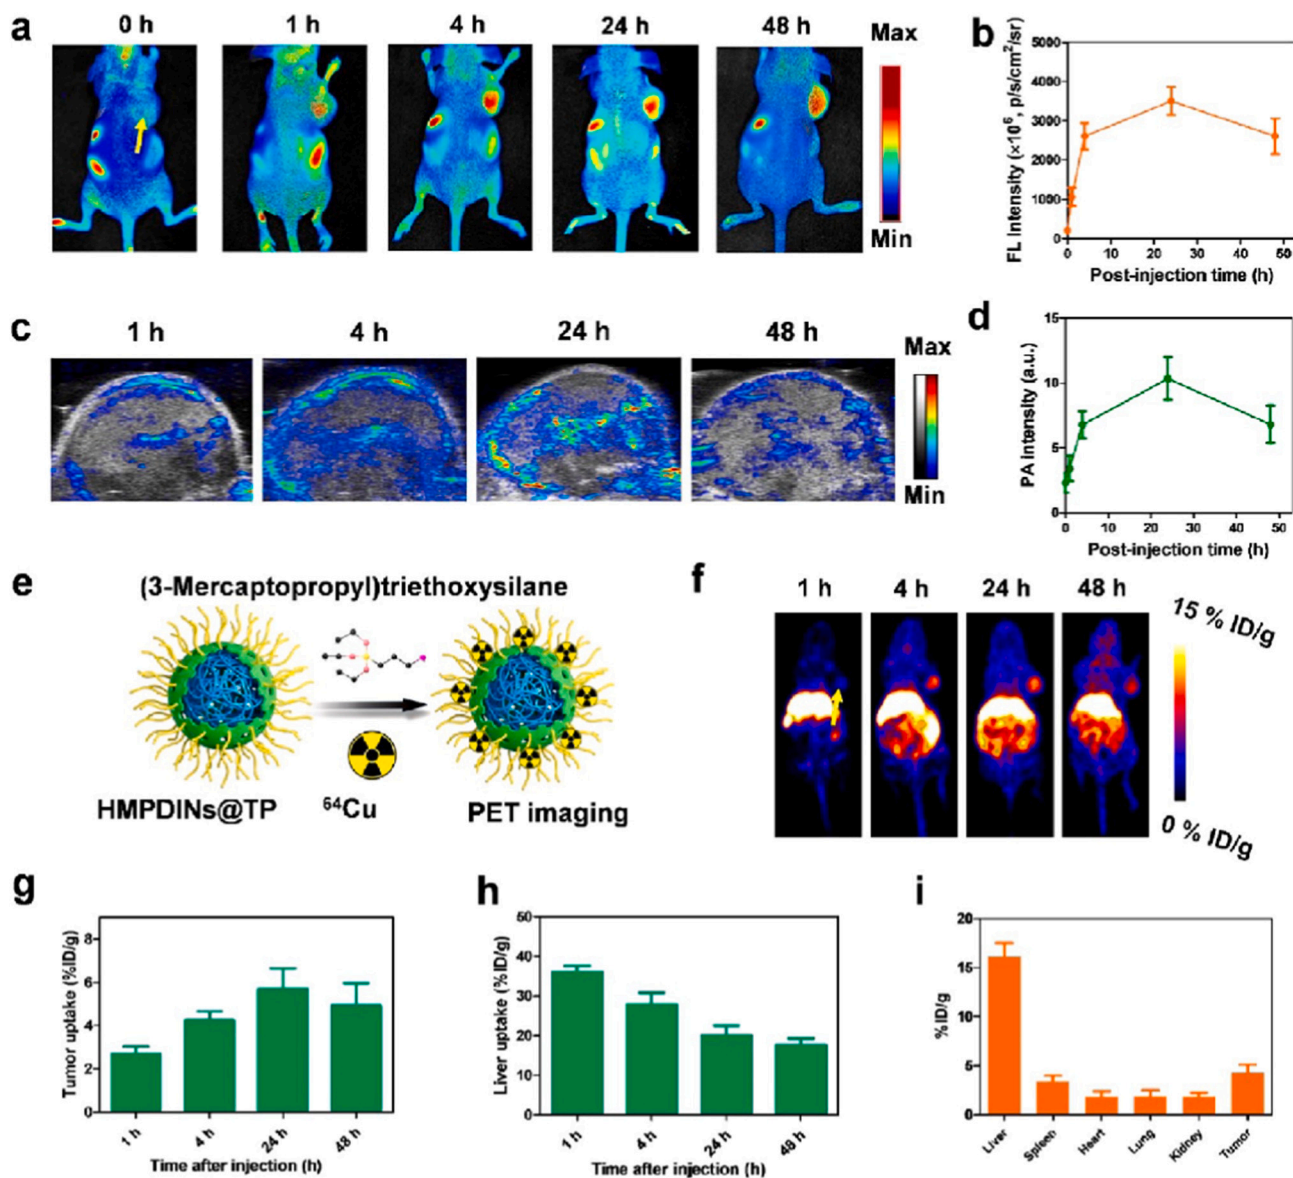 a
0 h
1 h
4 h
24 h
48 h
Max
Min
b
FL intensity (×10⁶, p/s/cm²/sr)
5000
4000
3000
2000
1000
0
0 10 20 30 40 50
Post-injection time (h)
c
1 h
4 h
24 h
48 h
Max
Min
d
PA intensity (a.u.)
15
10
5
0
0 10 20 30 40 50
Post-injection time (h)
e
(3-Mercaptopropyl)triethoxysilane
HMPDINs@TP
⁶⁴Cu
PET imaging
f
1 h
4 h
24 h
48 h
15 % ID/g
0 % ID/g
g
Tumor uptake (%ID/g)
8
6
4
2
0
1 h
4 h
24 h
48 h
Time after injection (h)
h
Liver uptake (%ID/g)
50
40
30
20
10
0
1 h
4 h
24 h
48 h
Time after injection (h)
i
%ID/g
20
15
10
5
0
Liver
Spleen
Heart
Lung
Kidney
Tumor